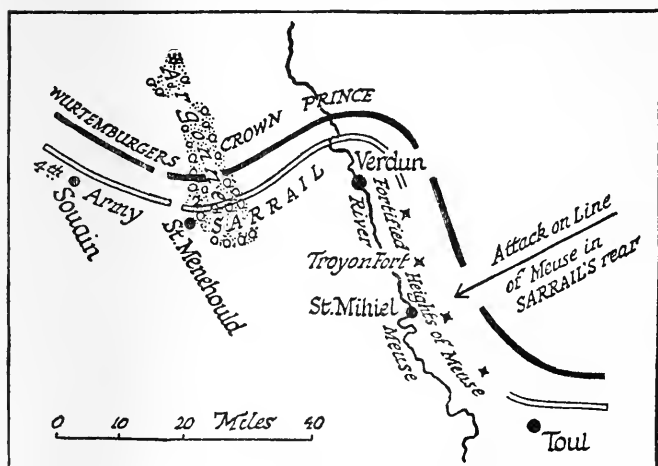 Argonne
WURTEMBURGERS
CROWN PRINCE
4th Army
SARRAIL
Verdun
Souain
St. Menehould
River
Meuse
Fortified
Heights of Meuse
Troyon Fort
St. Mihiel
Attack on Line
of Meuse in
SARRAIL'S rear
0 10 20 Miles 40
Toul